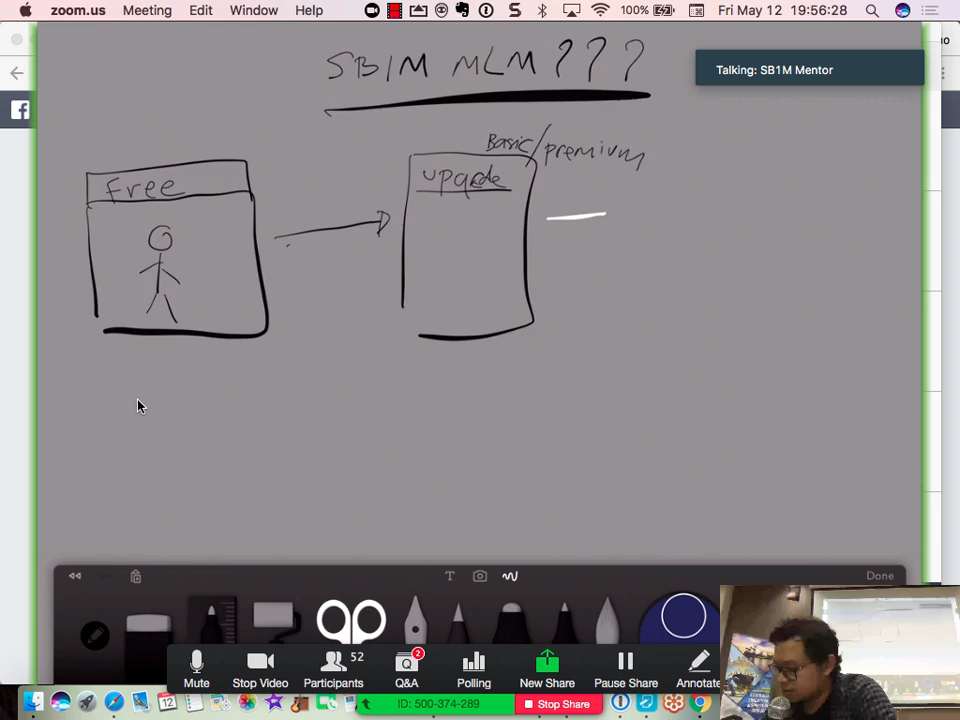 zoom.us Meeting Edit Window Help 100% Fri May 12 19:56:28
Talking: SB1M Mentor
SB1M MLM ? ? ?
Basic/premium
Free
upgrade
T
Done
52
2
Mute
Stop Video
Participants
Q&A
Polling
New Share
Pause Share
Annotate
ID: 500-374-289
Stop Share